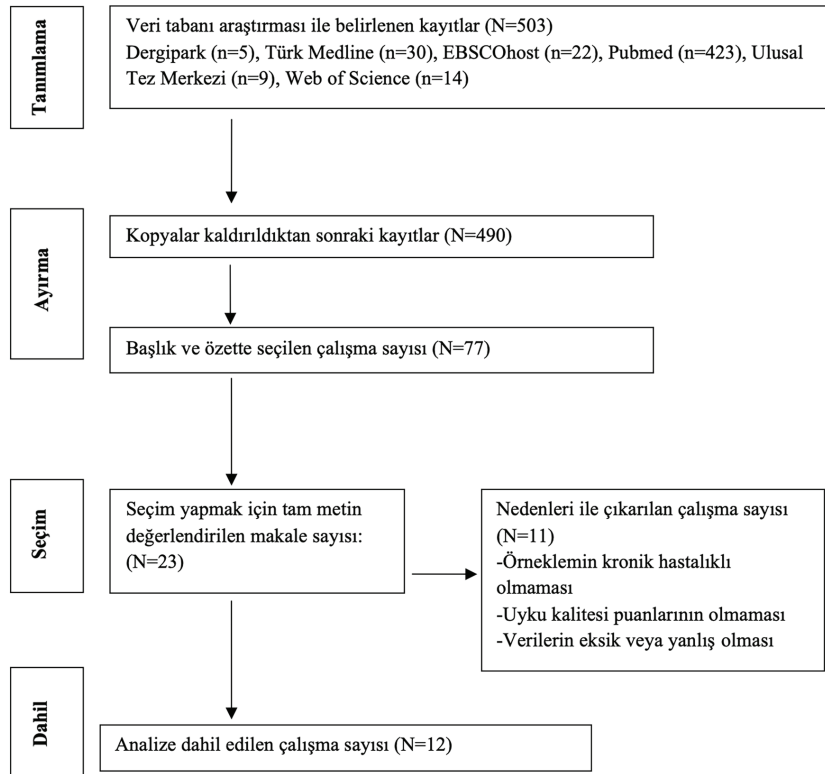 Tanımlama
Veri tabanı araştırması ile belirlenen kayıtlar (N=503)
Dergipark (n=5), Türk Medline (n=30), EBSCOhost (n=22), Pubmed (n=423), Ulusal
Tez Merkezi (n=9), Web of Science (n=14)
Ayırma
Kopyalar kaldırıldıktan sonraki kayıtlar (N=490)
Başlık ve özette seçilen çalışma sayısı (N=77)
Seçim
Seçim yapmak için tam metin
değerlendirilen makale sayısı:
(N=23)
Nedenleri ile çıkarılan çalışma sayısı
(N=11)
-Örneklemin kronik hastalıklı
olmaması
-Uyku kalitesi puanlarının olmaması
-Verilerin eksik veya yanlış olması
Dahil
Analize dahil edilen çalışma sayısı (N=12)